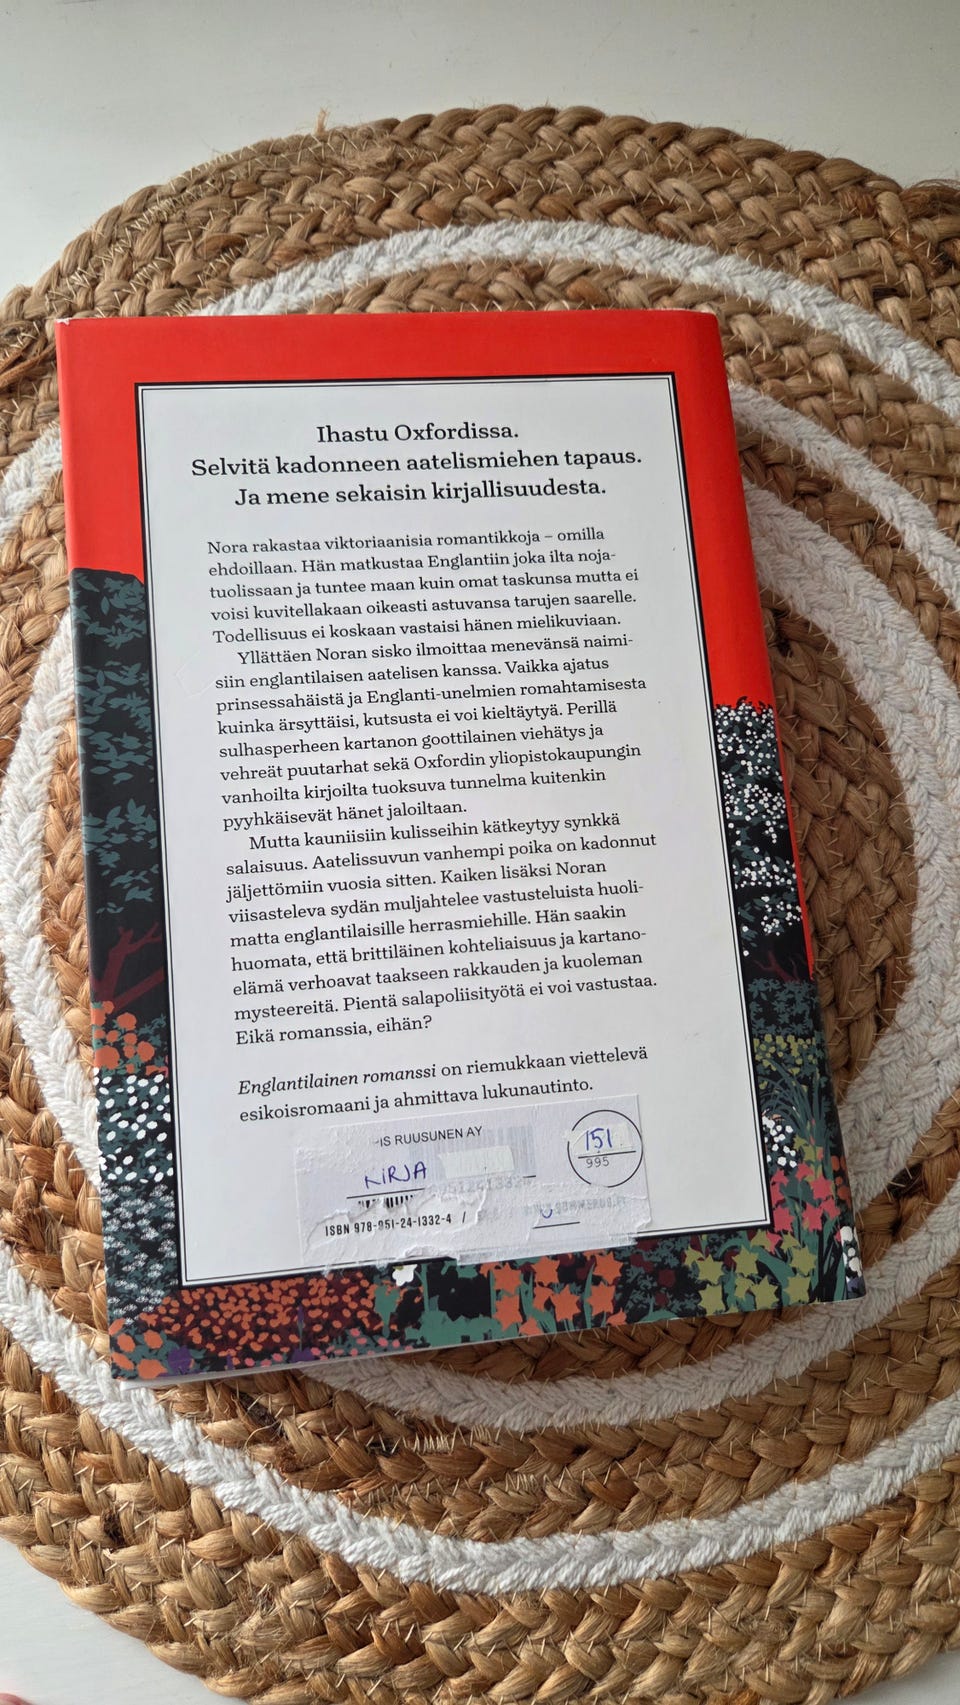 Ihastu Oxfordissa.
Selvitä kadonneen aatelismiehen tapaus.
Ja mene sekaisin kirjallisuudesta.
Nora rakastaa viktoriaanisia romantikkoja – omilla
ehdoillaan. Hän matkustaa Englantiin joka ilta noja-
tuolissaan ja tuntee maan kuin omat taskunsa mutta ei
voisi kuvitellakaan oikeasti astuvansa tarujen saarelle.
Todellisuus ei koskaan vastaisi hänen mielikuviaan.
Yllättäen Noran sisko ilmoittaa menevänsä naimi-
siin englantilaisen aatelisen kanssa. Vaikka ajatus
prinsessahäistä ja Englanti-unelmien romahtamisesta
kuinka ärsyttäisi, kutsusta ei voi kieltäytyä. Perillä
sulhasperheen kartanon goottilainen viehätys ja
vehreät puutarhat sekä Oxfordin yliopistokaupungin
vanhoilta kirjoilta tuoksuva tunnelma kuitenkin
pyyhkäisevät hänet jaloiltaan.
Mutta kauniisiin kulisseihin kätkeytyy synkkä
salaisuus. Aatelissuvun vanhempi poika on kadonnut
jäljettömiin vuosia sitten. Kaiken lisäksi Noran
viisasteleva sydän muljahtelee vastusteluista huoli-
matta englantilaisille herrasmiehille. Hän saakin
huomata, että brittiläinen kohteliaisuus ja kartano-
elämä verhoavat taakseen rakkauden ja kuoleman
mysteereitä. Pientä salapoliisityötä ei voi vastustaa.
Eikä romanssia, eihän?
Englantilainen romanssi on riemukkaan viettelevä
esikoisromaani ja ahmittava lukunautinto.
IS RUUSUNEN AY
KIRJA
151
995
ISBN 978-951-24-1332-4 /